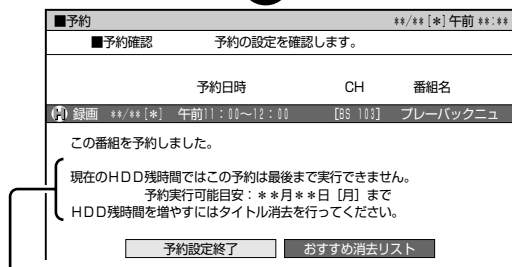 ■予約 **/**[*]午前**:**
■予約確認 予約の設定を確認します。
予約日時 CH 番組名
H 録画 **/**[*] 午前11:00～12:00 [BS 103] プレーバックニュ
この番組を予約しました。
現在のHDD残時間ではこの予約は最後まで実行できません。
予約実行可能目安：＊＊月＊＊日［月］まで
HDD残時間を増やすにはタイトル消去を行ってください。
予約設定終了 おすすめ消去リスト